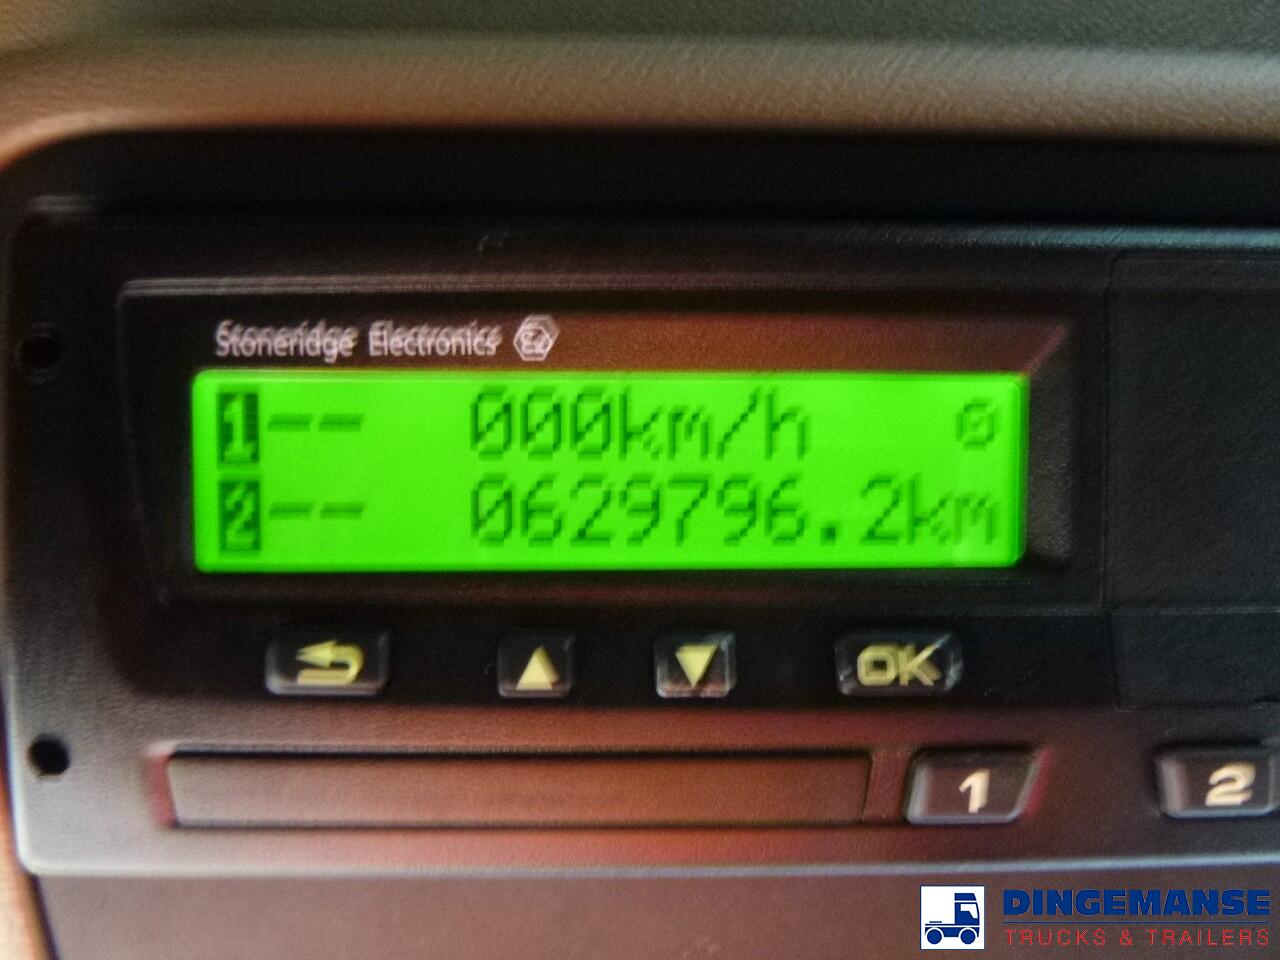 Stoneridge Electronics
1 -- 000km/h
2 -- 0629796.2km
OK
1
2
DINGEMANSE
TRUCKS & TRAILERS